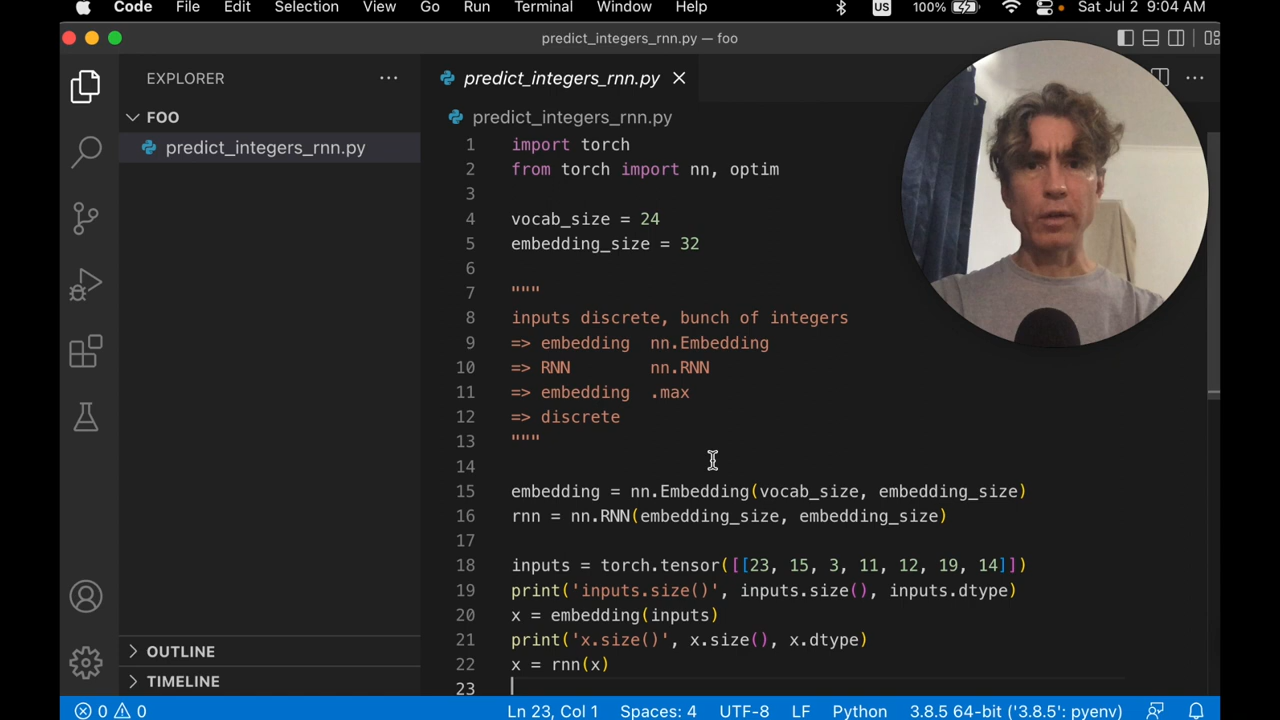 Code File Edit Selection View Go Run Terminal Window Help US 100% Sat Jul 2 9:04 AM
predict_integers_rnn.py — foo
EXPLORER
FOO
predict_integers_rnn.py
OUTLINE
TIMELINE
predict_integers_rnn.py
predict_integers_rnn.py
1 import torch
2 from torch import nn, optim
3
4 vocab_size = 24
5 embedding_size = 32
6
7 """
8 inputs discrete, bunch of integers
9 => embedding  nn.Embedding
10 => RNN        nn.RNN
11 => embedding  .max
12 => discrete
13 """
14
15 embedding = nn.Embedding(vocab_size, embedding_size)
16 rnn = nn.RNN(embedding_size, embedding_size)
17
18 inputs = torch.tensor([[23, 15, 3, 11, 12, 19, 14]])
19 print('inputs.size()', inputs.size(), inputs.dtype)
20 x = embedding(inputs)
21 print('x.size()', x.size(), x.dtype)
22 x = rnn(x)
23
0 0 Ln 23, Col 1 Spaces: 4 UTF-8 LF Python 3.8.5 64-bit ('3.8.5': pyenv)